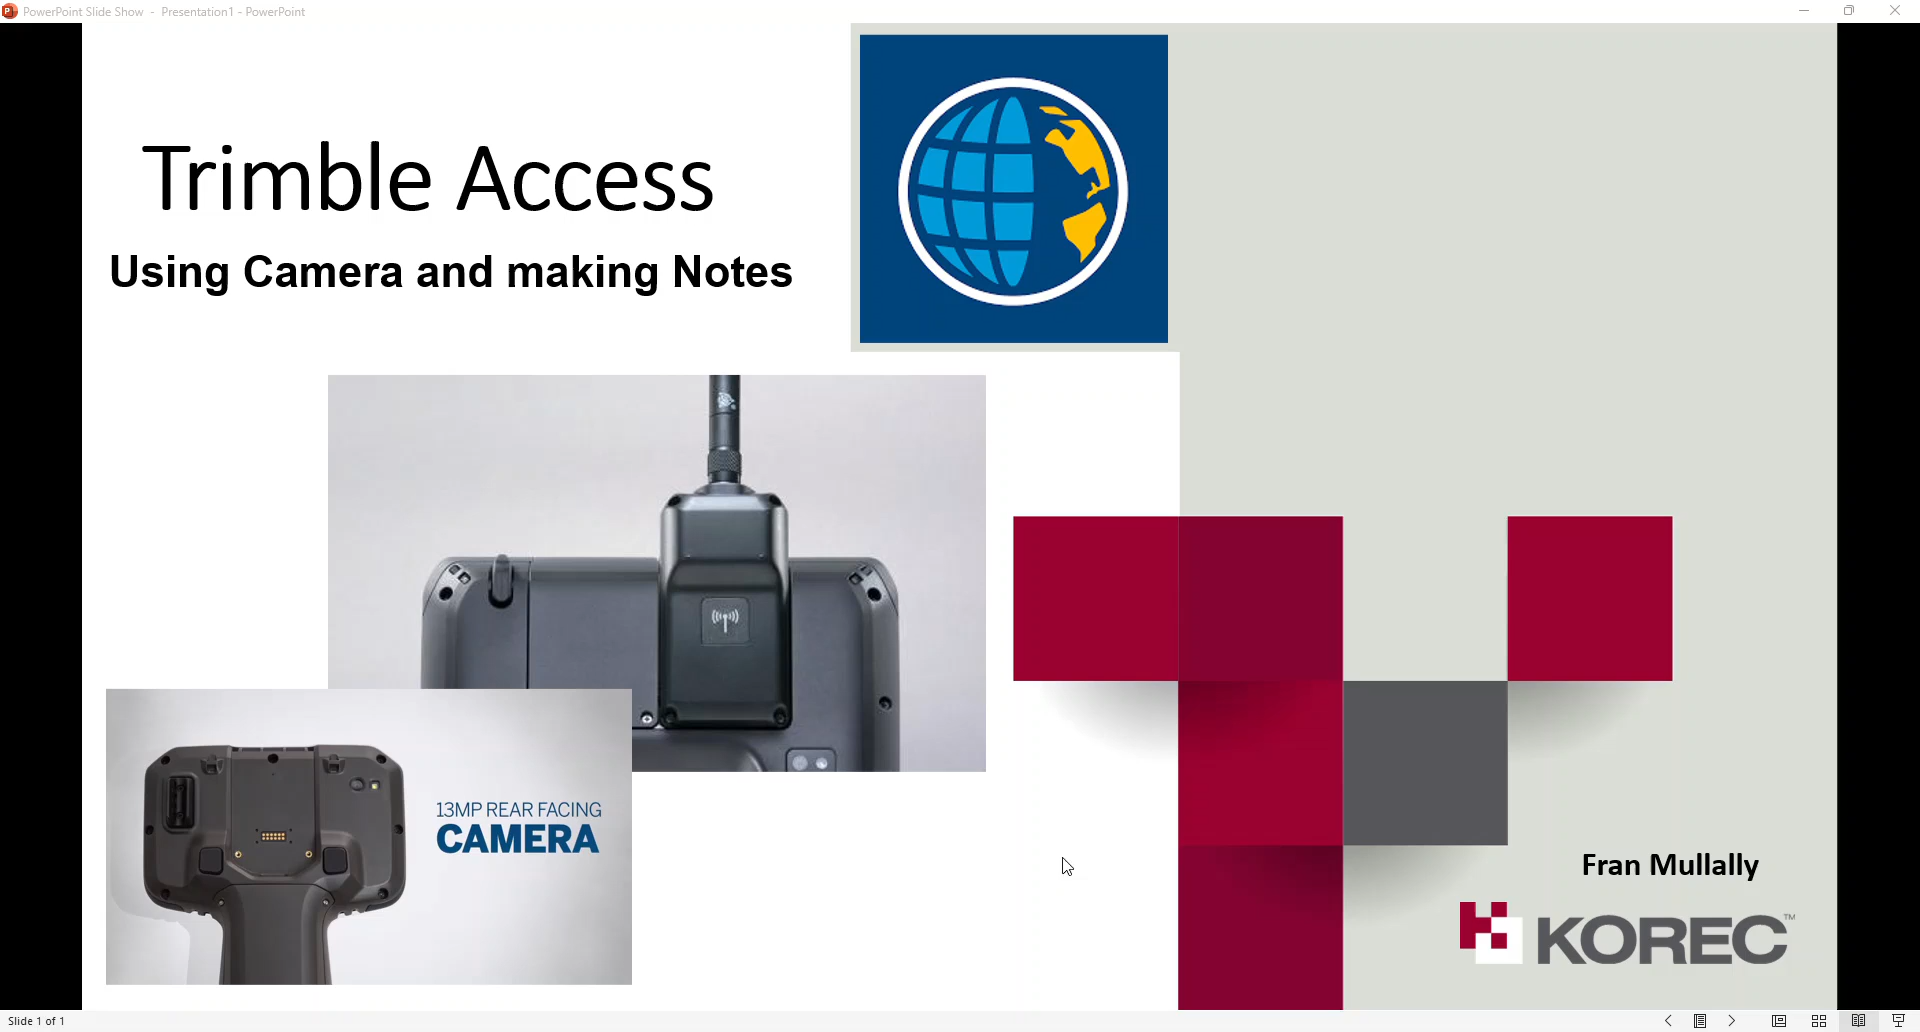 PowerPoint Slide Show - Presentation1 - PowerPoint
Trimble Access
Using Camera and making Notes
13MP REAR FACING
CAMERA
Fran Mullally
KOREC™
Slide 1 of 1